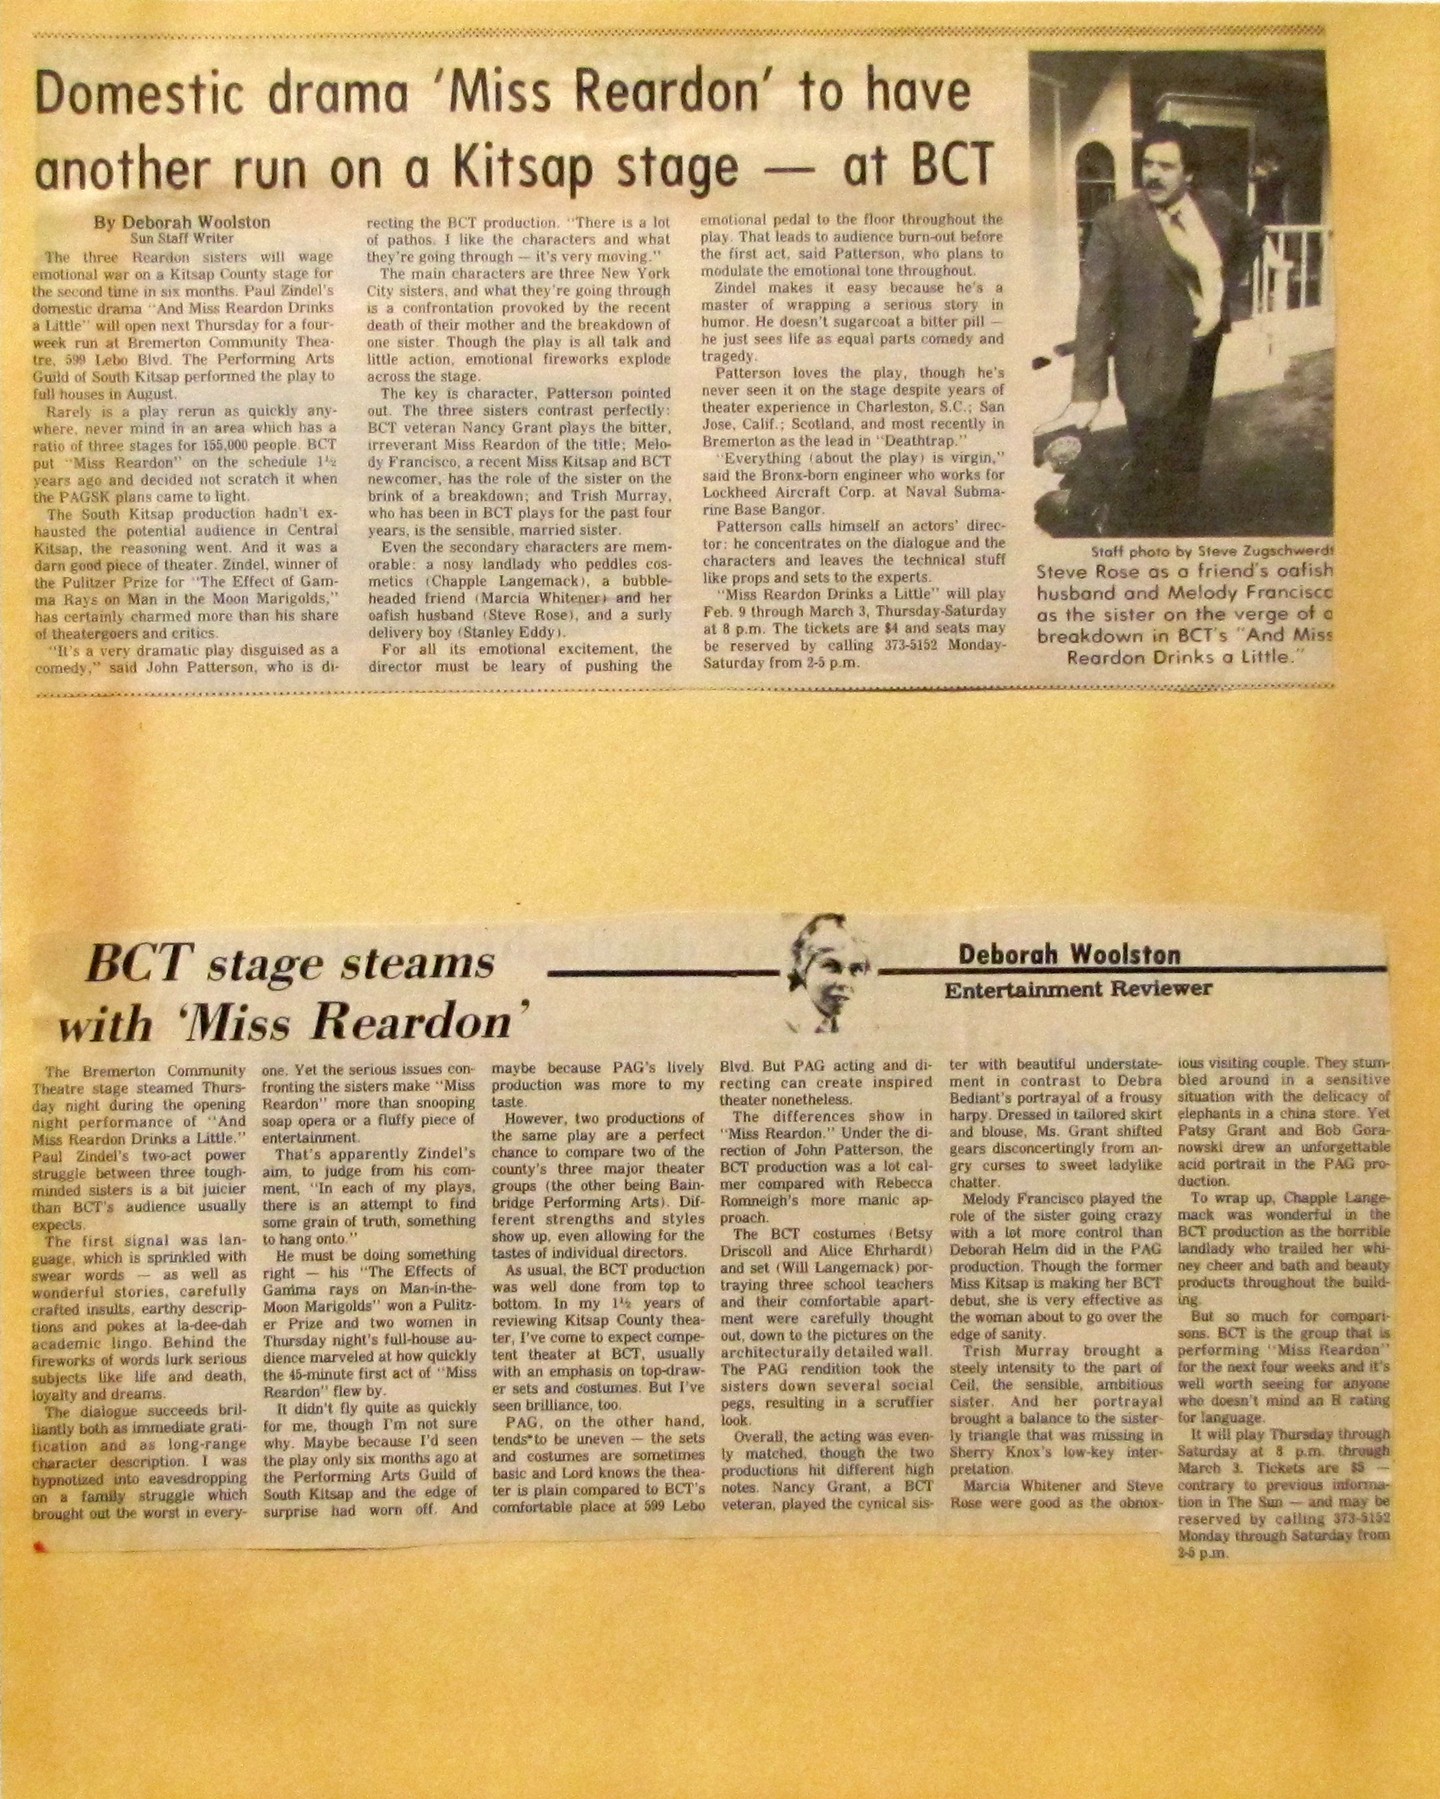 Domestic drama ‘Miss Reardon’ to have
another run on a Kitsap stage — at BCT
By Deborah Woolston
Sun Staff Writer
The three Reardon sisters will wage
emotional war on a Kitsap County stage for
the second time in six months. Paul Zindel's
domestic drama "And Miss Reardon Drinks
a Little" will open next Thursday for a four-
week run at Bremerton Community Thea-
tre, 599 Lebo Blvd. The Performing Arts
Guild of South Kitsap performed the play to
full houses in August.
Rarely is a play rerun as quickly any-
where, never mind in an area which has a
ratio of three stages for 155,000 people. BCT
put "Miss Reardon" on the schedule 1½
years ago and decided not scratch it when
the PAGSK plans came to light.
The South Kitsap production hadn't ex-
hausted the potential audience in Central
Kitsap, the reasoning went. And it was a
darn good piece of theater. Zindel, winner of
the Pulitzer Prize for "The Effect of Gam-
ma Rays on Man in the Moon Marigolds,"
has certainly charmed more than his share
of theatergoers and critics.
"It's a very dramatic play disguised as a
comedy," said John Patterson, who is di-
recting the BCT production. "There is a lot
of pathos. I like the characters and what
they're going through — it's very moving."
The main characters are three New York
City sisters, and what they're going through
is a confrontation provoked by the recent
death of their mother and the breakdown of
one sister. Though the play is all talk and
little action, emotional fireworks explode
across the stage.
The key is character, Patterson pointed
out. The three sisters contrast perfectly:
BCT veteran Nancy Grant plays the bitter,
irreverant Miss Reardon of the title; Melo-
dy Francisco, a recent Miss Kitsap and BCT
newcomer, has the role of the sister on the
brink of a breakdown; and Trish Murray,
who has been in BCT plays for the past four
years, is the sensible, married sister.
Even the secondary characters are mem-
orable: a nosy landlady who peddles cos-
metics (Chapple Langemack), a bubble-
headed friend (Marcia Whitener) and her
oafish husband (Steve Rose), and a surly
delivery boy (Stanley Eddy).
For all its emotional excitement, the
director must be leary of pushing the
emotional pedal to the floor throughout the
play. That leads to audience burn-out before
the first act, said Patterson, who plans to
modulate the emotional tone throughout.
Zindel makes it easy because he's a
master of wrapping a serious story in
humor. He doesn't sugarcoat a bitter pill —
he just sees life as equal parts comedy and
tragedy.
Patterson loves the play, though he's
never seen it on the stage despite years of
theater experience in Charleston, S.C.; San
Jose, Calif.; Scotland, and most recently in
Bremerton as the lead in "Deathtrap."
"Everything (about the play) is virgin,"
said the Bronx-born engineer who works for
Lockheed Aircraft Corp. at Naval Subma-
rine Base Bangor.
Patterson calls himself an actors' direc-
tor: he concentrates on the dialogue and the
characters and leaves the technical stuff
like props and sets to the experts.
"Miss Reardon Drinks a Little" will play
Feb. 9 through March 3, Thursday-Saturday
at 8 p.m. The tickets are $4 and seats may
be reserved by calling 373-5152 Monday-
Saturday from 2-5 p.m.
Staff photo by Steve Zugschwerdt
Steve Rose as a friend's oafish
husband and Melody Francisco
as the sister on the verge of a
breakdown in BCT's "And Miss
Reardon Drinks a Little."
BCT stage steams
with ‘Miss Reardon’
Deborah Woolston
Entertainment Reviewer
The Bremerton Community
Theatre stage steamed Thurs-
day night during the opening
night performance of "And
Miss Reardon Drinks a Little."
Paul Zindel's two-act power
struggle between three tough-
minded sisters is a bit juicier
than BCT's audience usually
expects.
The first signal was lan-
guage, which is sprinkled with
swear words — as well as
wonderful stories, carefully
crafted insults, earthy descrip-
tions and pokes at la-dee-dah
academic lingo. Behind the
fireworks of words lurk serious
subjects like life and death,
loyalty and dreams.
The dialogue succeeds bril-
liantly both as immediate grati-
fication and as long-range
character description. I was
hypnotized into eavesdropping
on a family struggle which
brought out the worst in every-
one. Yet the serious issues con-
fronting the sisters make "Miss
Reardon" more than snooping
soap opera or a fluffy piece of
entertainment.
That's apparently Zindel's
aim, to judge from his com-
ment, "In each of my plays,
there is an attempt to find
some grain of truth, something
to hang onto."
He must be doing something
right — his "The Effects of
Gamma rays on Man-in-the-
Moon Marigolds" won a Pulitz-
er Prize and two women in
Thursday night's full-house au-
dience marveled at how quickly
the 45-minute first act of "Miss
Reardon" flew by.
It didn't fly quite as quickly
for me, though I'm not sure
why. Maybe because I'd seen
the play only six months ago at
the Performing Arts Guild of
South Kitsap and the edge of
surprise had worn off. And
maybe because PAG's lively
production was more to my
taste.
However, two productions of
the same play are a perfect
chance to compare two of the
county's three major theater
groups (the other being Bain-
bridge Performing Arts). Dif-
ferent strengths and styles
show up, even allowing for the
tastes of individual directors.
As usual, the BCT production
was well done from top to
bottom. In my 1½ years of
reviewing Kitsap County thea-
ter, I've come to expect compe-
tent theater at BCT, usually
with an emphasis on top-draw-
er sets and costumes. But I've
seen brilliance, too.
PAG, on the other hand,
tends to be uneven — the sets
and costumes are sometimes
basic and Lord knows the thea-
ter is plain compared to BCT's
comfortable place at 599 Lebo
Blvd. But PAG acting and di-
recting can create inspired
theater nonetheless.
The differences show in
"Miss Reardon." Under the di-
rection of John Patterson, the
BCT production was a lot cal-
mer compared with Rebecca
Romneigh's more manic ap-
proach.
The BCT costumes (Betsy
Driscoll and Alice Ehrhardt)
and set (Will Langemack) por-
traying three school teachers
and their comfortable apart-
ment were carefully thought
out, down to the pictures on the
architecturally detailed wall.
The PAG rendition took the
sisters down several social
pegs, resulting in a scruffier
look.
Overall, the acting was even-
ly matched, though the two
productions hit different high
notes. Nancy Grant, a BCT
veteran, played the cynical sis-
ter with beautiful understate-
ment in contrast to Debra
Bediant's portrayal of a frousy
harpy. Dressed in tailored skirt
and blouse, Ms. Grant shifted
gears disconcertingly from an-
gry curses to sweet ladylike
chatter.
Melody Francisco played the
role of the sister going crazy
with a lot more control than
Deborah Helm did in the PAG
production. Though the former
Miss Kitsap is making her BCT
debut, she is very effective as
the woman about to go over the
edge of sanity.
Trish Murray brought a
steely intensity to the part of
Ceil, the sensible, ambitious
sister. And her portrayal
brought a balance to the sister-
ly triangle that was missing in
Sherry Knox's low-key inter-
pretation.
Marcia Whitener and Steve
Rose were good as the obnox-
ious visiting couple. They stum-
bled around in a sensitive
situation with the delicacy of
elephants in a china store. Yet
Patsy Grant and Bob Gora-
nowski drew an unforgettable
acid portrait in the PAG pro-
duction.
To wrap up, Chapple Lange-
mack was wonderful in the
BCT production as the horrible
landlady who trailed her whi-
ney cheer and bath and beauty
products throughout the build-
ing.
But so much for compari-
sons. BCT is the group that is
performing "Miss Reardon"
for the next four weeks and it's
well worth seeing for anyone
who doesn't mind an R rating
for language.
It will play Thursday through
Saturday at 8 p.m. through
March 3. Tickets are $5 —
contrary to previous informa-
tion in The Sun — and may be
reserved by calling 373-5152
Monday through Saturday from
2-5 p.m.